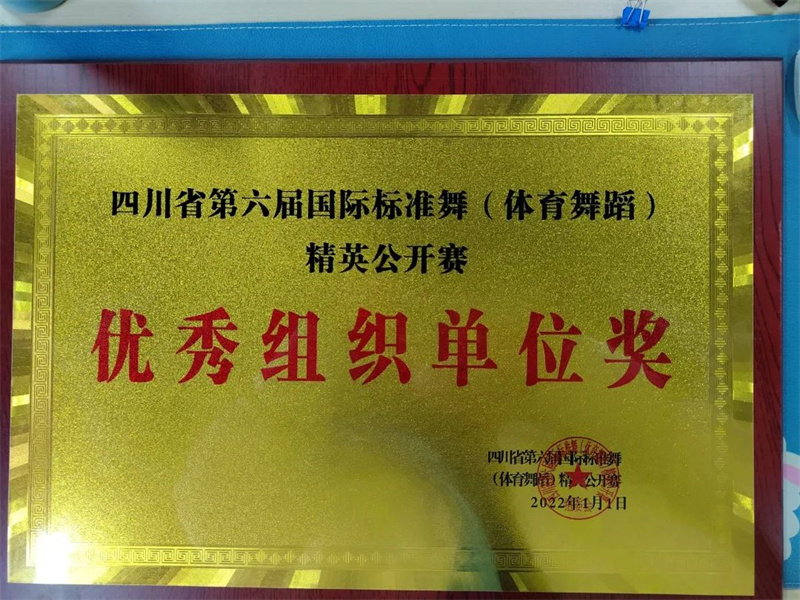 四川省第六届国际标准舞（体育舞蹈）
精英公开赛
优秀组织单位奖
四川省第六届国际标准舞
（体育舞蹈）精英公开赛
2022年1月1日